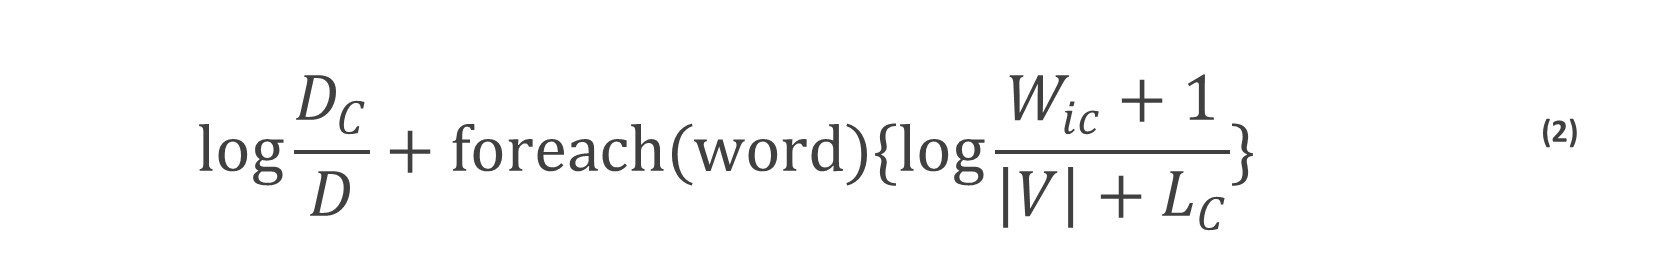 log D_C/D + foreach(word){log (W_ic + 1)/(|V| + L_C)} (2)